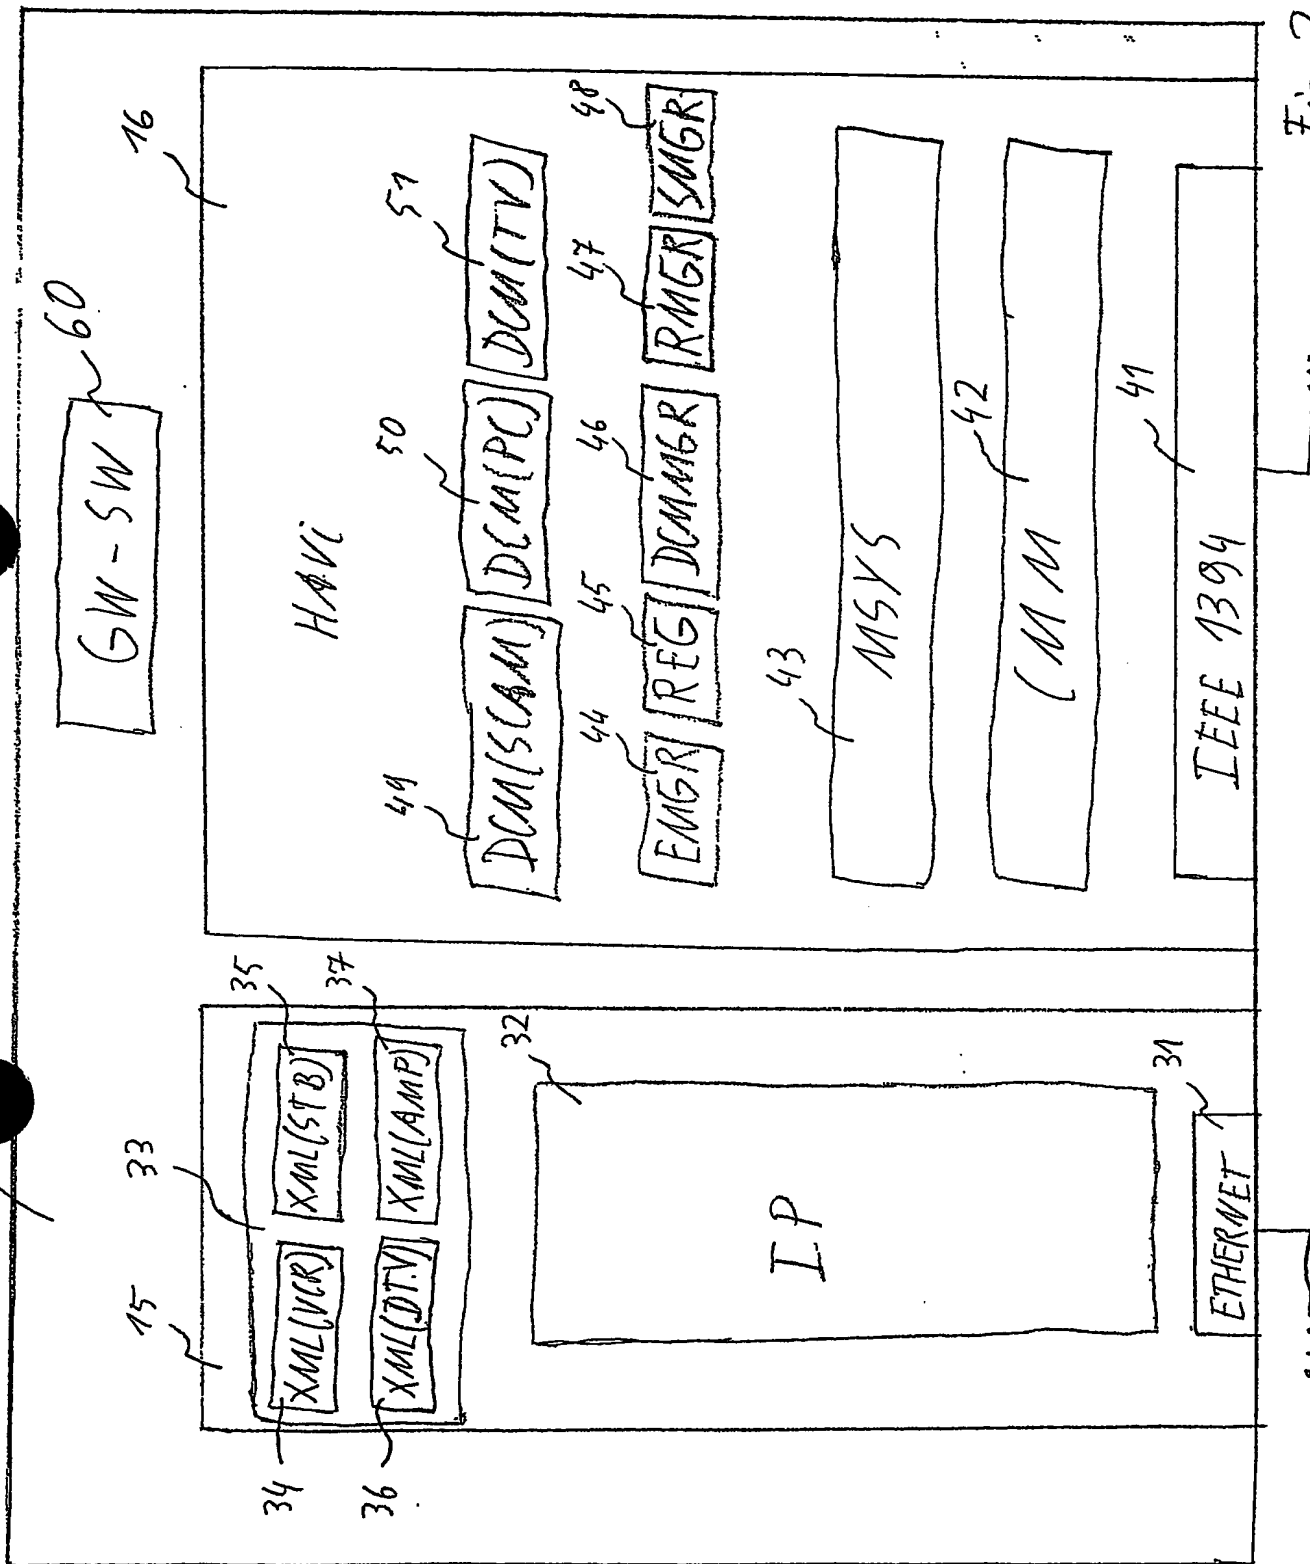 GW-SW
60
15
33
16
34
XML(VCR)
XML(STB)
35
36
XML(DTV)
XML(AMP)
37
HAVi
49
50
51
DCM(SCAM)
DCM(PC)
DCM(TV)
44
45
46
47
48
EMGR
REG
DCMMGR
RMGR
SMGR
32
IP
43
MSYS
42
CMM
31
ETHERNET
41
IEEE 1394